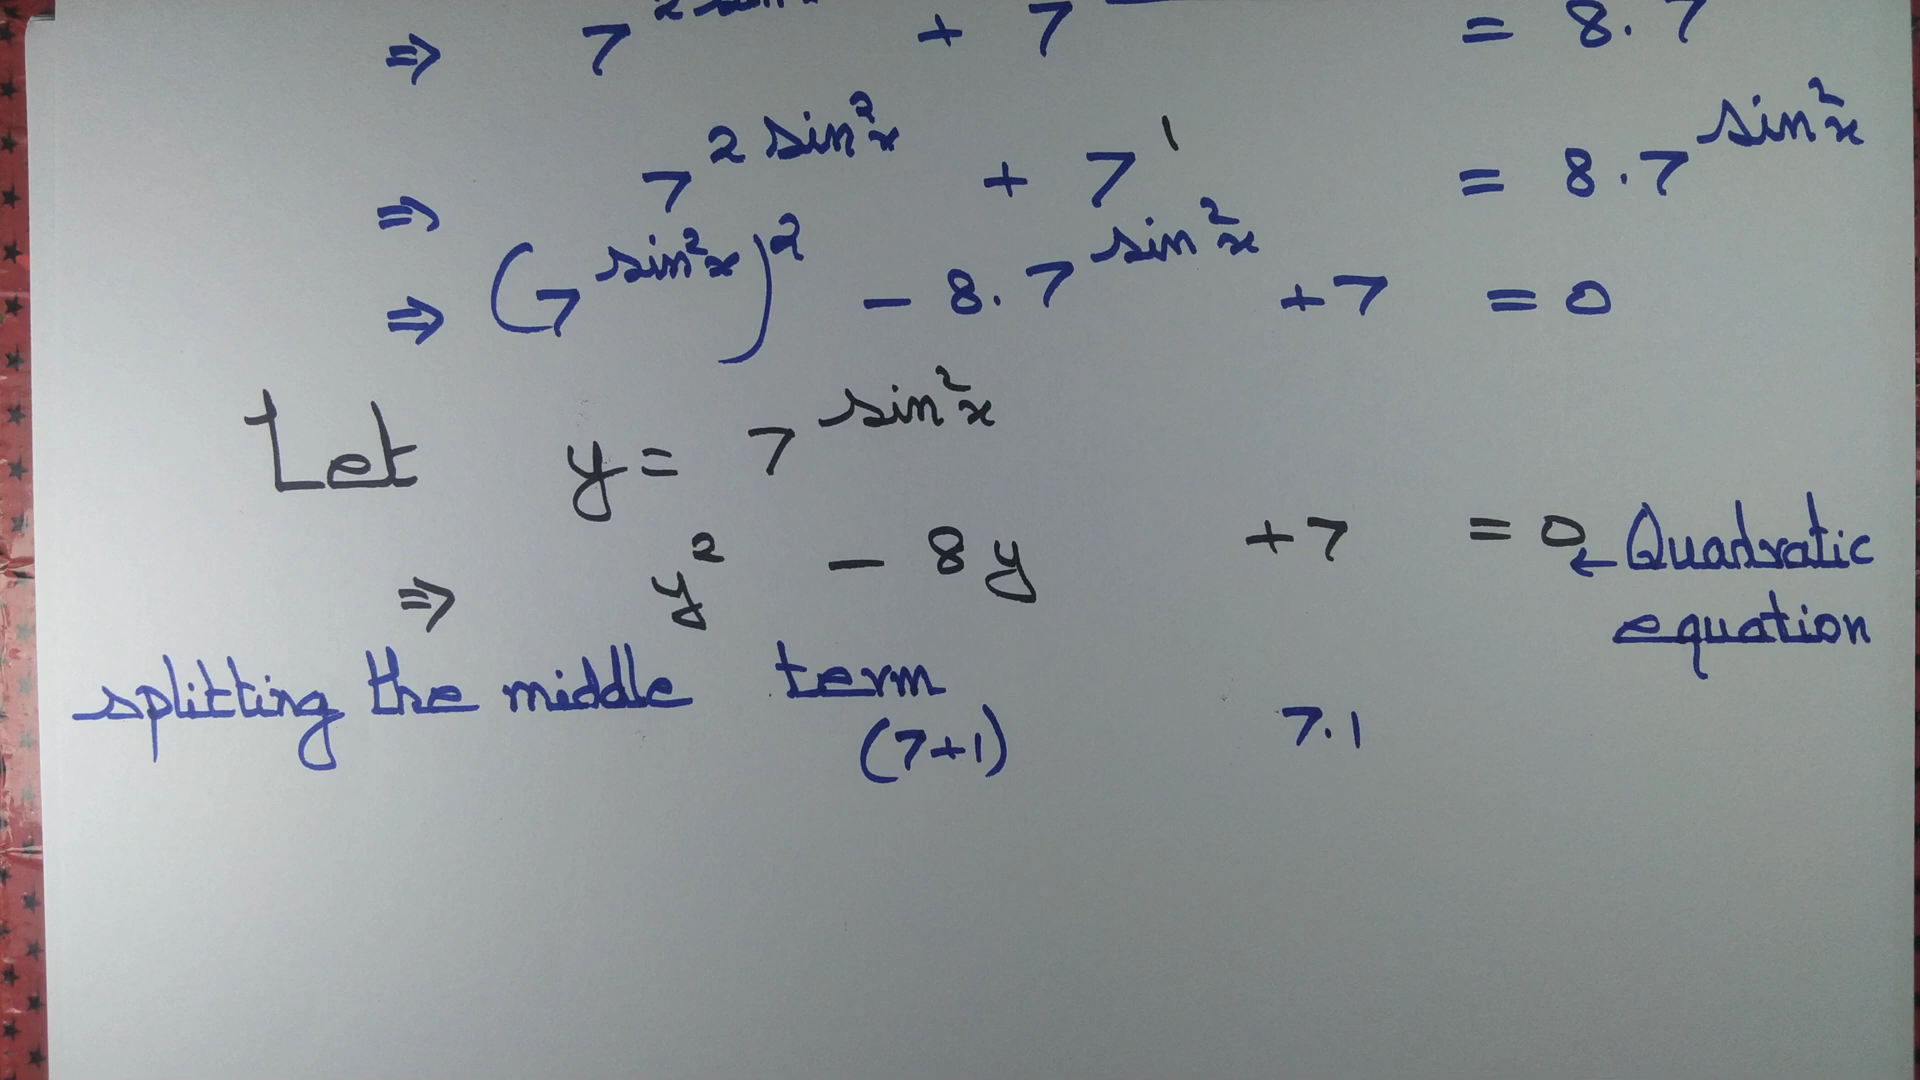 ⇒ 7 + 7 = 8.7
⇒ 7^{2 sin²x} + 7^1 = 8.7^{sin²x}
⇒ (7^{sin²x})² - 8.7^{sin²x} + 7 = 0
Let y = 7^{sin²x}
⇒ y² - 8y + 7 = 0 ← Quadratic
equation
splitting the middle term
(7+1) 7.1